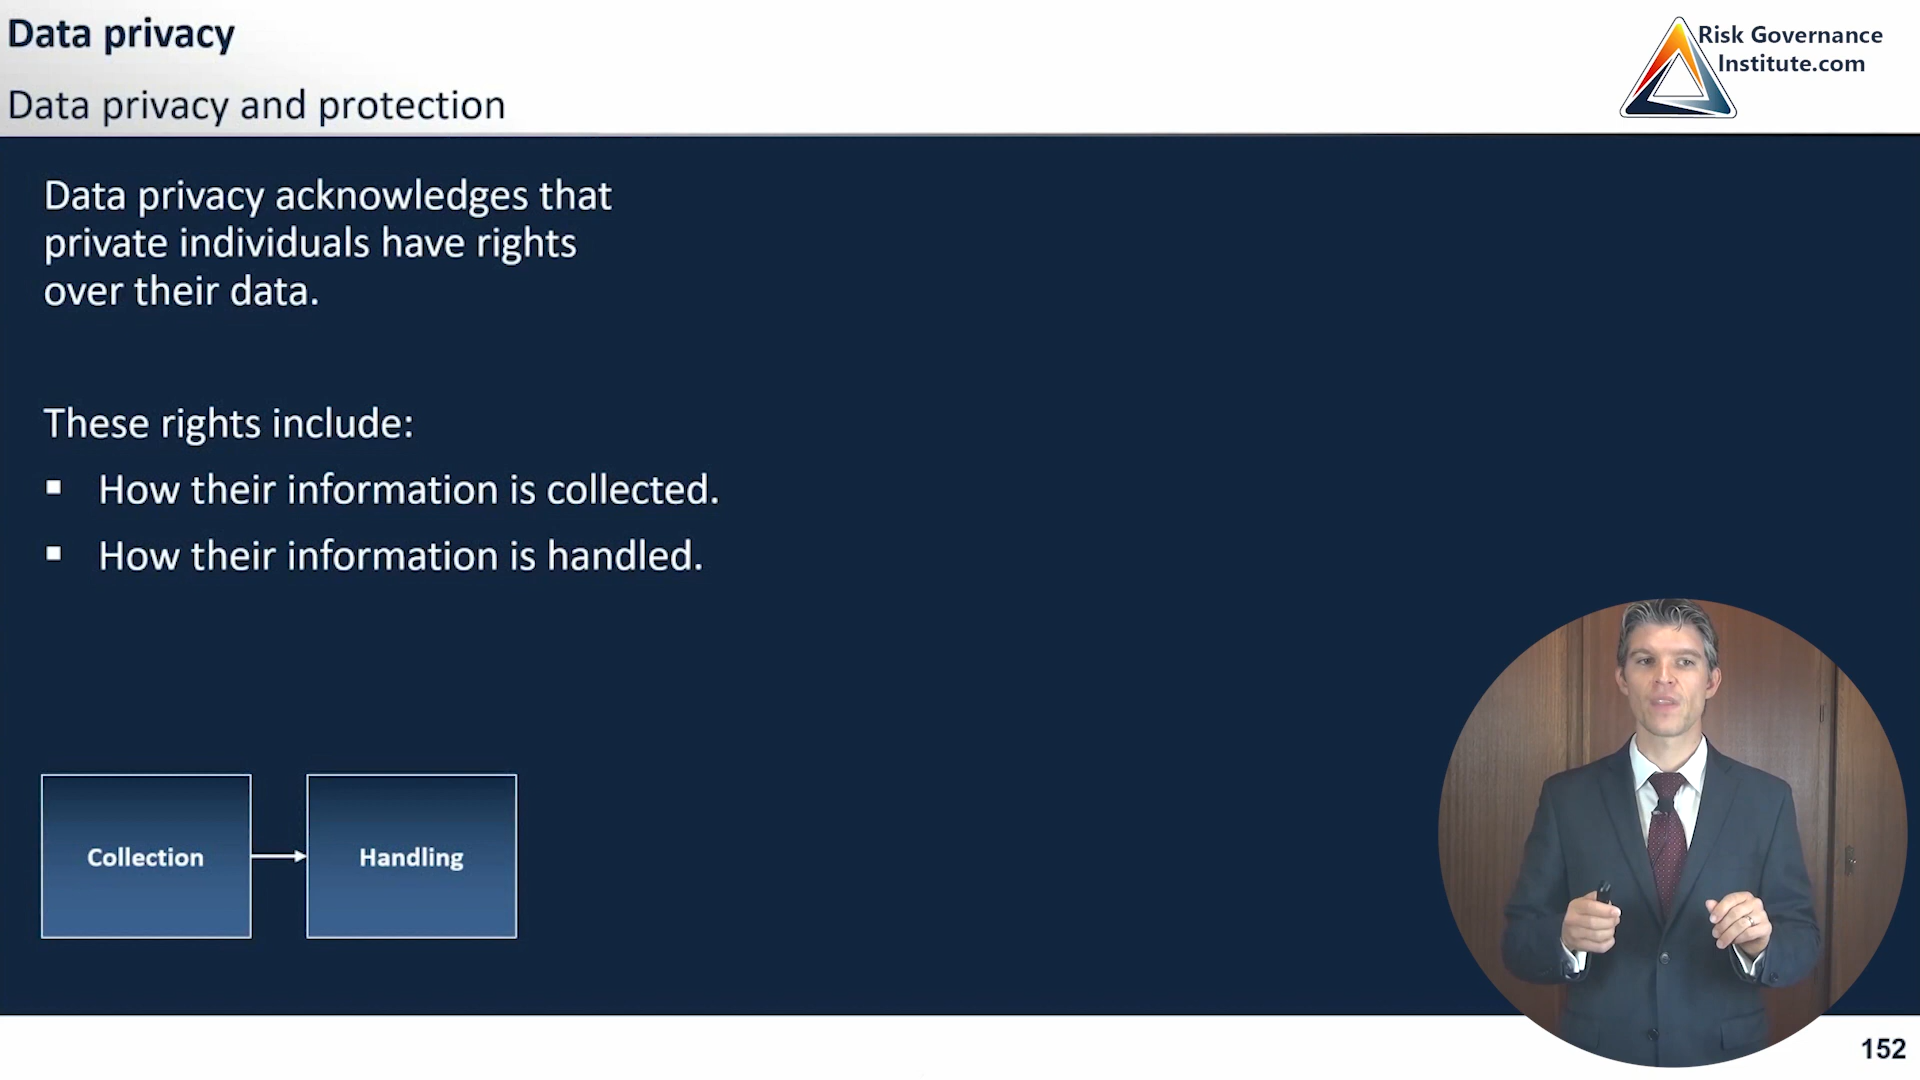 Data privacy
Risk Governance
Institute.com
Data privacy and protection
Data privacy acknowledges that
private individuals have rights
over their data.
These rights include:
▪ How their information is collected.
▪ How their information is handled.
Collection
Handling
152